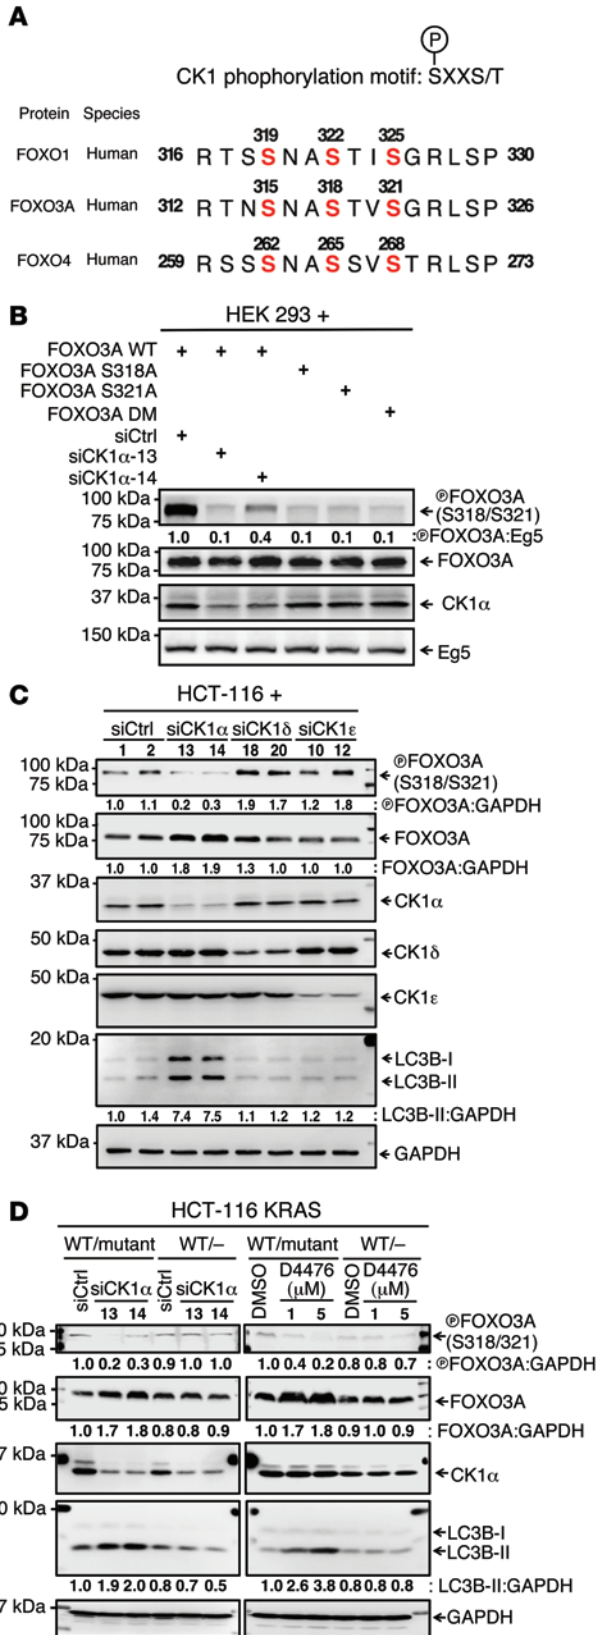 A
P
CK1 phophorylation motif: SXXS/T
Protein Species
319 322 325
FOXO1 Human 316 R T S S N A S T I S G R L S P 330
315 318 321
FOXO3A Human 312 R T N S N A S T V S G R L S P 326
262 265 268
FOXO4 Human 259 R S S S N A S S V S T R L S P 273
B
HEK 293 +
FOXO3A WT + + +
FOXO3A S318A +
FOXO3A S321A +
FOXO3A DM +
siCtrl +
siCK1α-13 +
siCK1α-14 +
100 kDa
75 kDa
ⓅFOXO3A
(S318/S321)
1.0 0.1 0.4 0.1 0.1 0.1 :ⓅFOXO3A:Eg5
100 kDa
75 kDa
←FOXO3A
37 kDa
← CK1α
150 kDa
←Eg5
C
HCT-116 +
siCtrl siCK1α siCK1δ siCK1ε
1 2 13 14 18 20 10 12
100 kDa
75 kDa
ⓅFOXO3A
←(S318/S321)
1.0 1.1 0.2 0.3 1.9 1.7 1.2 1.8 : ⓅFOXO3A:GAPDH
100 kDa
75 kDa
←FOXO3A
1.0 1.0 1.8 1.9 1.3 1.0 1.0 1.0 : FOXO3A:GAPDH
37 kDa
←CK1α
50 kDa
←CK1δ
50 kDa
←CK1ε
20 kDa
←LC3B-I
←LC3B-II
1.0 1.4 7.4 7.5 1.1 1.2 1.2 1.2 : LC3B-II:GAPDH
37 kDa
←GAPDH
D
HCT-116 KRAS
WT/mutant WT/– WT/mutant WT/–
siCtrl siCK1α siCtrl siCK1α DMSO D4476 (μM) DMSO D4476 (μM)
13 14 13 14 1 5 1 5
0 kDa
5 kDa
ⓅFOXO3A
←(S318/321)
1.0 0.2 0.3 0.9 1.0 1.0 1.0 0.4 0.2 0.8 0.8 0.7 : ⓅFOXO3A:GAPDH
0 kDa
5 kDa
←FOXO3A
1.0 1.7 1.8 0.8 0.8 0.9 1.0 1.7 1.8 0.9 1.0 0.9 : FOXO3A:GAPDH
7 kDa
←CK1α
0 kDa
←LC3B-I
←LC3B-II
1.0 1.9 2.0 0.8 0.7 0.5 1.0 2.6 3.8 0.8 0.8 0.8 : LC3B-II:GAPDH
7 kDa
←GAPDH